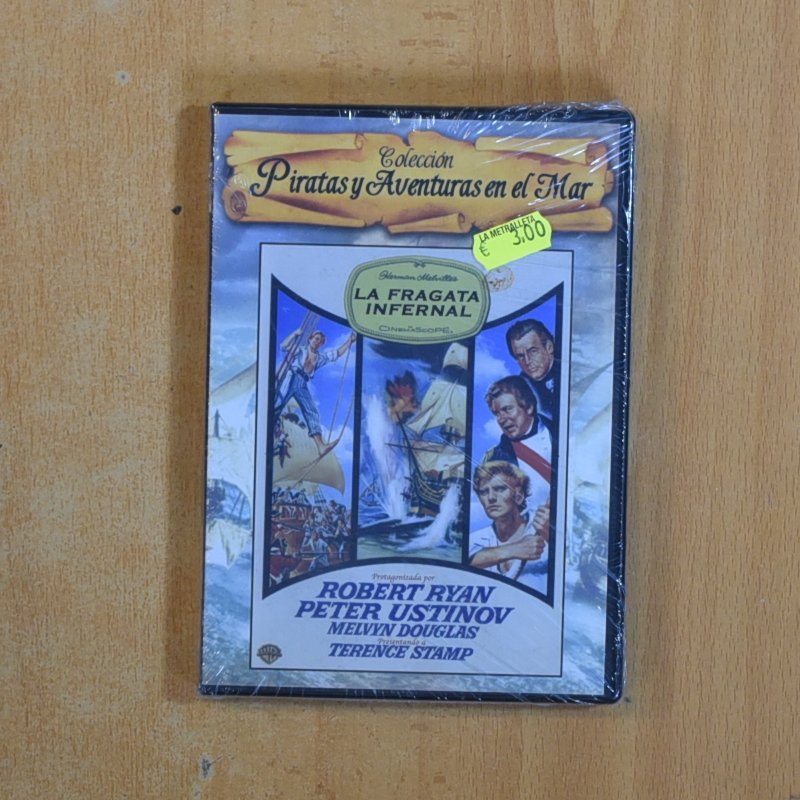 Colección
Piratas y Aventuras en el Mar
LA METRALLETA
€ 3,00
Herman Melville's
LA FRAGATA
INFERNAL
CINEMASCOPE
Protagonizada por
ROBERT RYAN
PETER USTINOV
MELVYN DOUGLAS
Presentando a
TERENCE STAMP